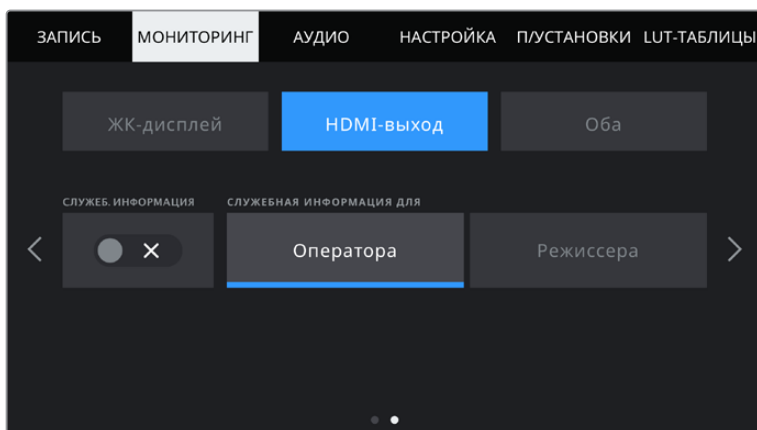 ЗАПИСЬ МОНИТОРИНГ АУДИО НАСТРОЙКА П/УСТАНОВКИ LUT-ТАБЛИЦЫ
ЖК-дисплей HDMI-выход Оба
СЛУЖЕБ. ИНФОРМАЦИЯ СЛУЖЕБНАЯ ИНФОРМАЦИЯ ДЛЯ
Оператора Режиссера